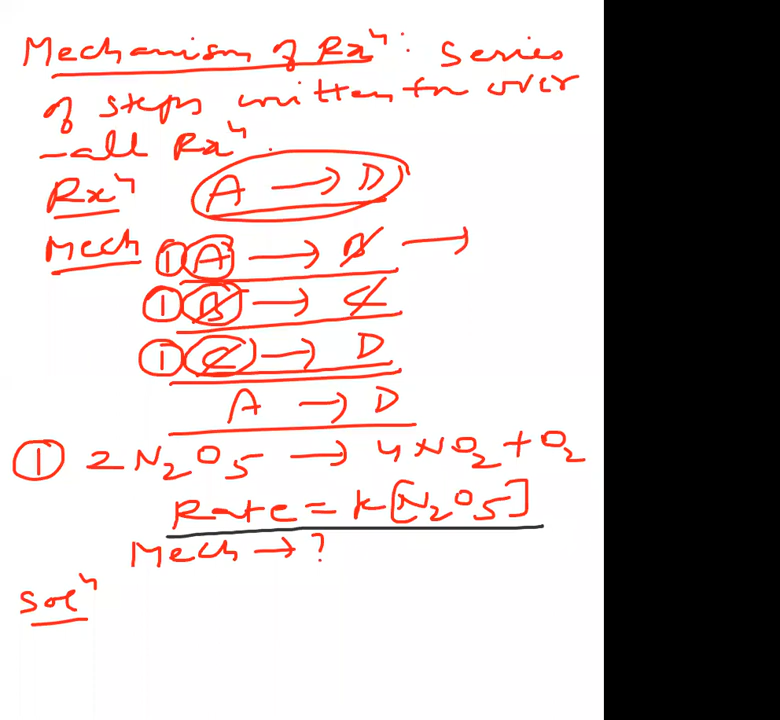 Mechanism of Rxⁿ: Series
of steps written for over
-all Rxⁿ.
Rxⁿ A → D
Mech ① A → B →
① B → C
① C → D
A → D
① 2N₂O₅ → 4NO₂ + O₂
Rate = k[N₂O₅]
Mech → ?
Solⁿ